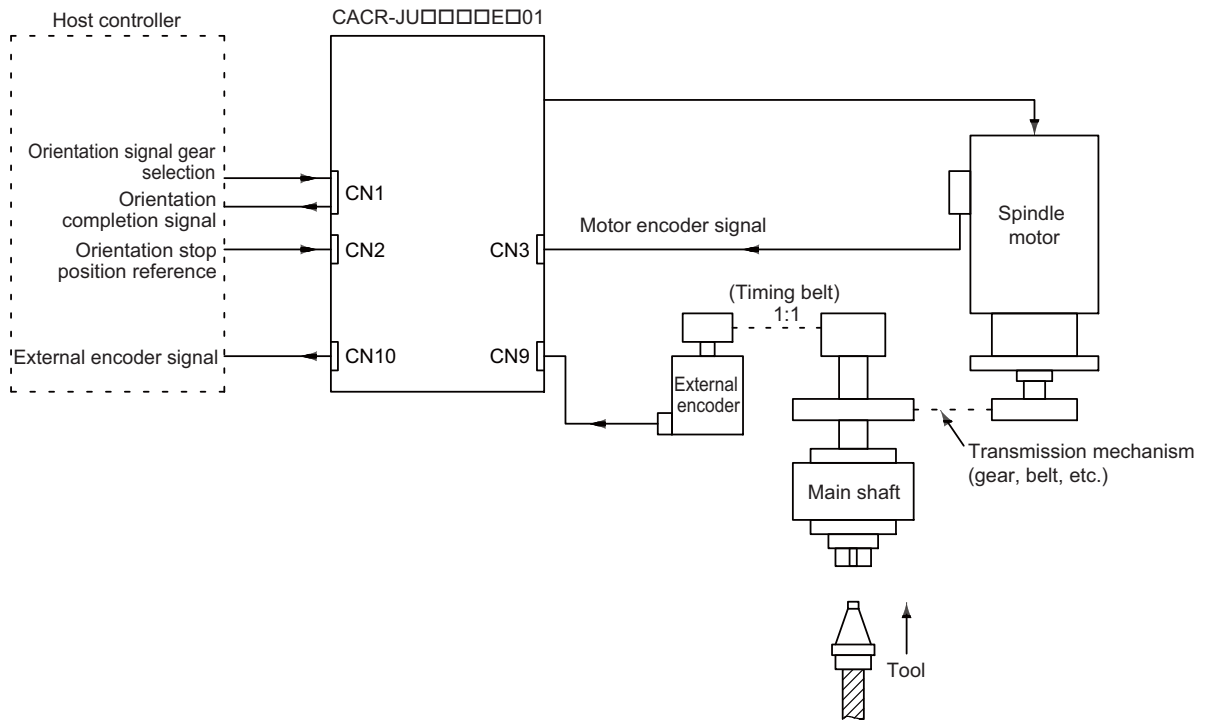 Host controller
CACR-JU□□□□E□01
Orientation signal gear
selection
CN1
Orientation
completion signal
Orientation stop
position reference
CN2
CN3
Motor encoder signal
Spindle
motor
(Timing belt)
1:1
External encoder signal
CN10
CN9
External
encoder
Transmission mechanism
(gear, belt, etc.)
Main shaft
Tool